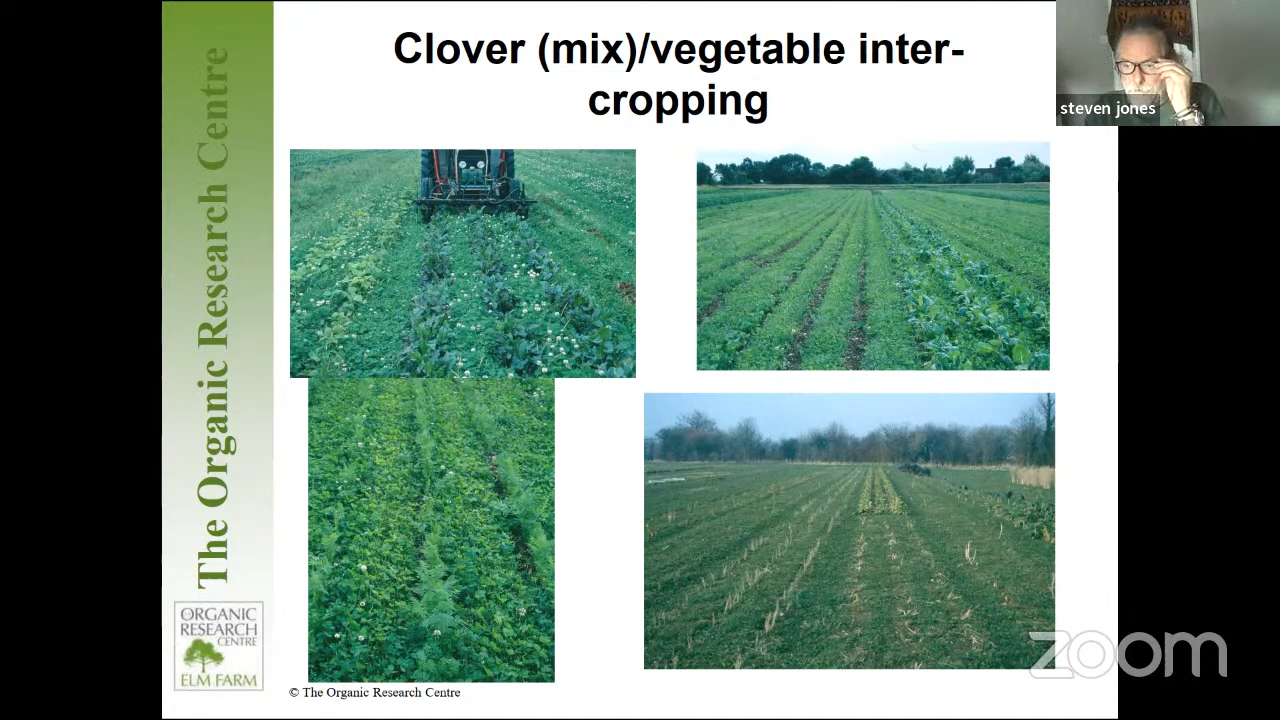 Clover (mix)/vegetable inter-
cropping
steven jones
The Organic Research Centre
THE
ORGANIC
RESEARCH
CENTRE
ELM FARM
© The Organic Research Centre
zoom